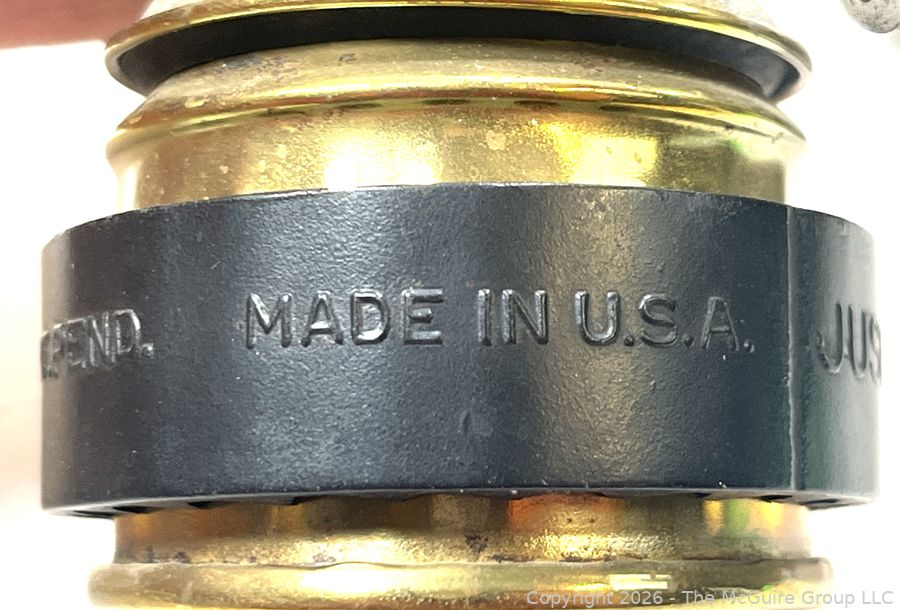 PEND. MADE IN U.S.A. JUS
Copyright 2026 - The McGuire Group LLC